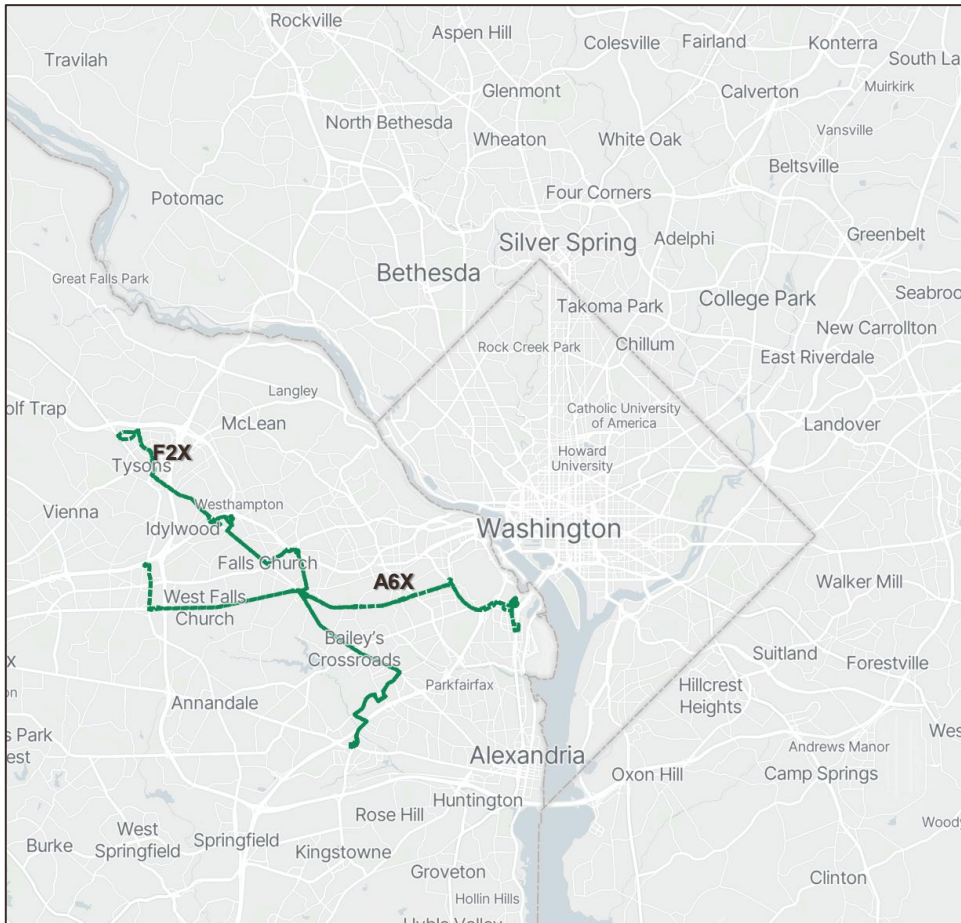 Rockville
Aspen Hill
Colesville
Fairland
Konterra
Travilah
South La
Glenmont
Calverton
Muirkirk
North Bethesda
Wheaton
White Oak
Vansville
Beltsville
Potomac
Four Corners
Silver Spring
Adelphi
Greenbelt
Bethesda
Great Falls Park
Takoma Park
College Park
Seabroo
New Carrollton
Rock Creek Park
Chillum
East Riverdale
Langley
olf Trap
McLean
Catholic University
of America
Landover
F2X
Howard
University
Tysons
Westhampton
Vienna
Idylwood
Washington
Falls Church
A6X
Walker Mill
West Falls
Church
Bailey's
Crossroads
Suitland
Forestville
x
on
Parkfairfax
Hillcrest
Heights
Annandale
s Park
est
Wes
Andrews Manor
Alexandria
Oxon Hill
Camp Springs
Huntington
Rose Hill
Woody
West
Springfield
Springfield
Burke
Kingstowne
Groveton
Clinton
Hollin Hills
Hybla Valley